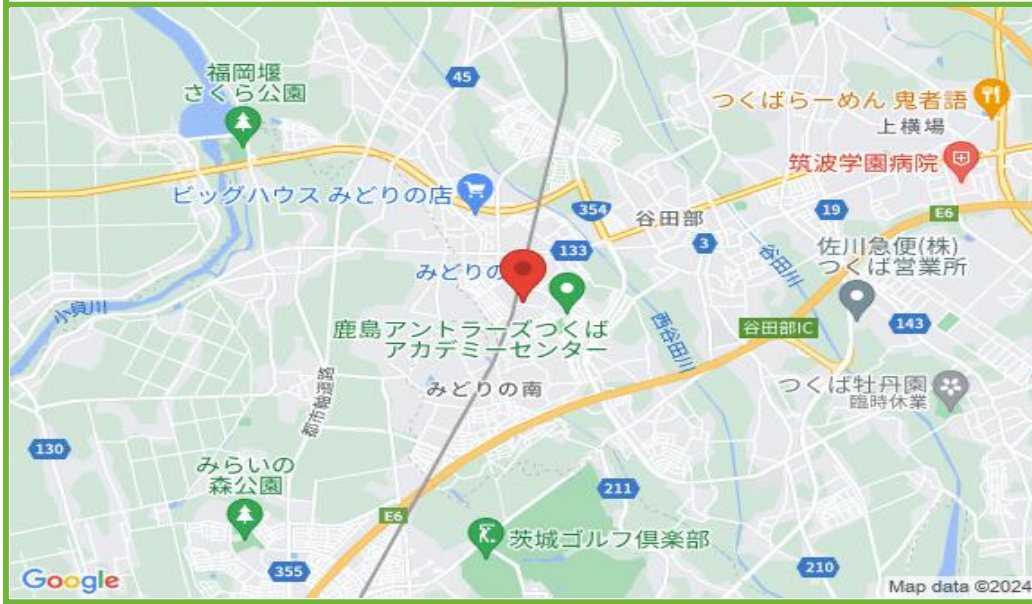 福岡堰
さくら公園
45
つくばらーめん 鬼者語
上横場
筑波学園病院
ビッグハウス みどりの店
354
谷田部
19
E6
133
3
佐川急便(株)
つくば営業所
みどりの
谷田川
小貝川
鹿島アントラーズつくば
アカデミーセンター
西谷田川
谷田部IC
143
みどりの南
都市軸道路
つくば牡丹園
臨時休業
130
みらいの
森公園
211
E6
茨城ゴルフ倶楽部
355
210
Google
Map data ©2024